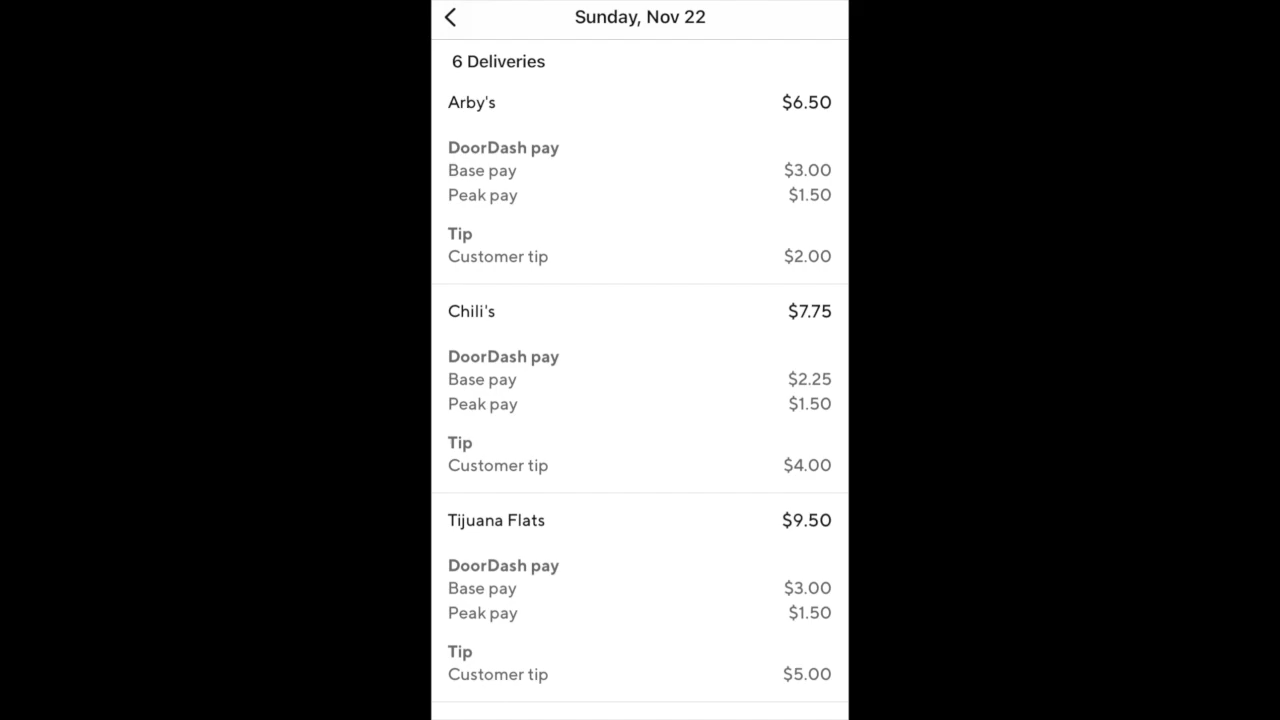 Sunday, Nov 22
6 Deliveries
Arby's $6.50
DoorDash pay
Base pay $3.00
Peak pay $1.50
Tip
Customer tip $2.00
Chili's $7.75
DoorDash pay
Base pay $2.25
Peak pay $1.50
Tip
Customer tip $4.00
Tijuana Flats $9.50
DoorDash pay
Base pay $3.00
Peak pay $1.50
Tip
Customer tip $5.00